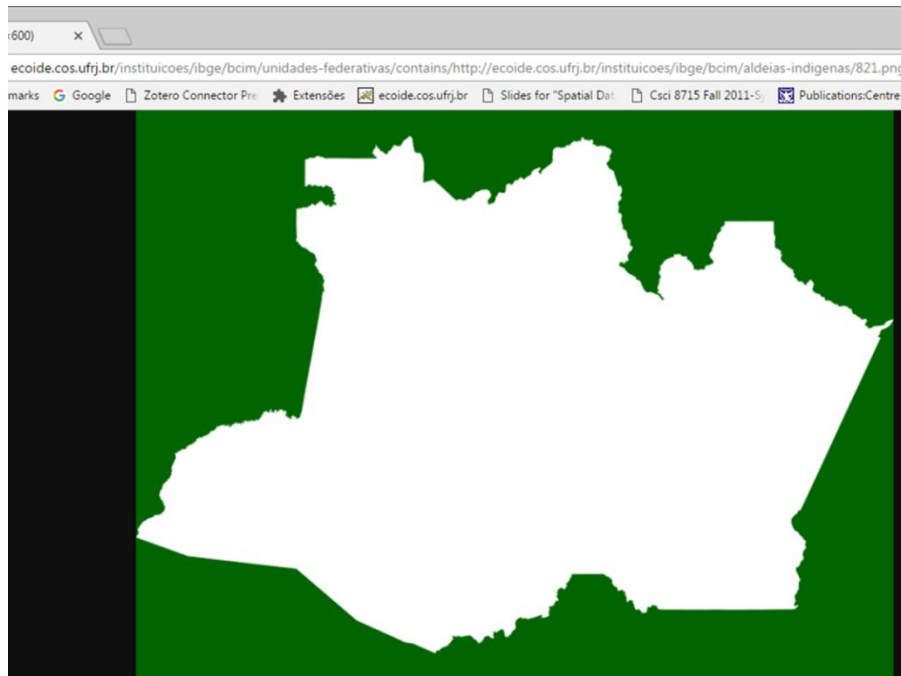 ×600)
ecoide.cos.ufrj.br/instituicoes/ibge/bcim/unidades-federativas/contains/http://ecoide.cos.ufrj.br/instituicoes/ibge/bcim/aldeias-indigenas/821.png
marks Google Zotero Connector Pre Extensões ecoide.cos.ufrj.br Slides for "Spatial Dat Csci 8715 Fall 2011-Sy Publications:Centre